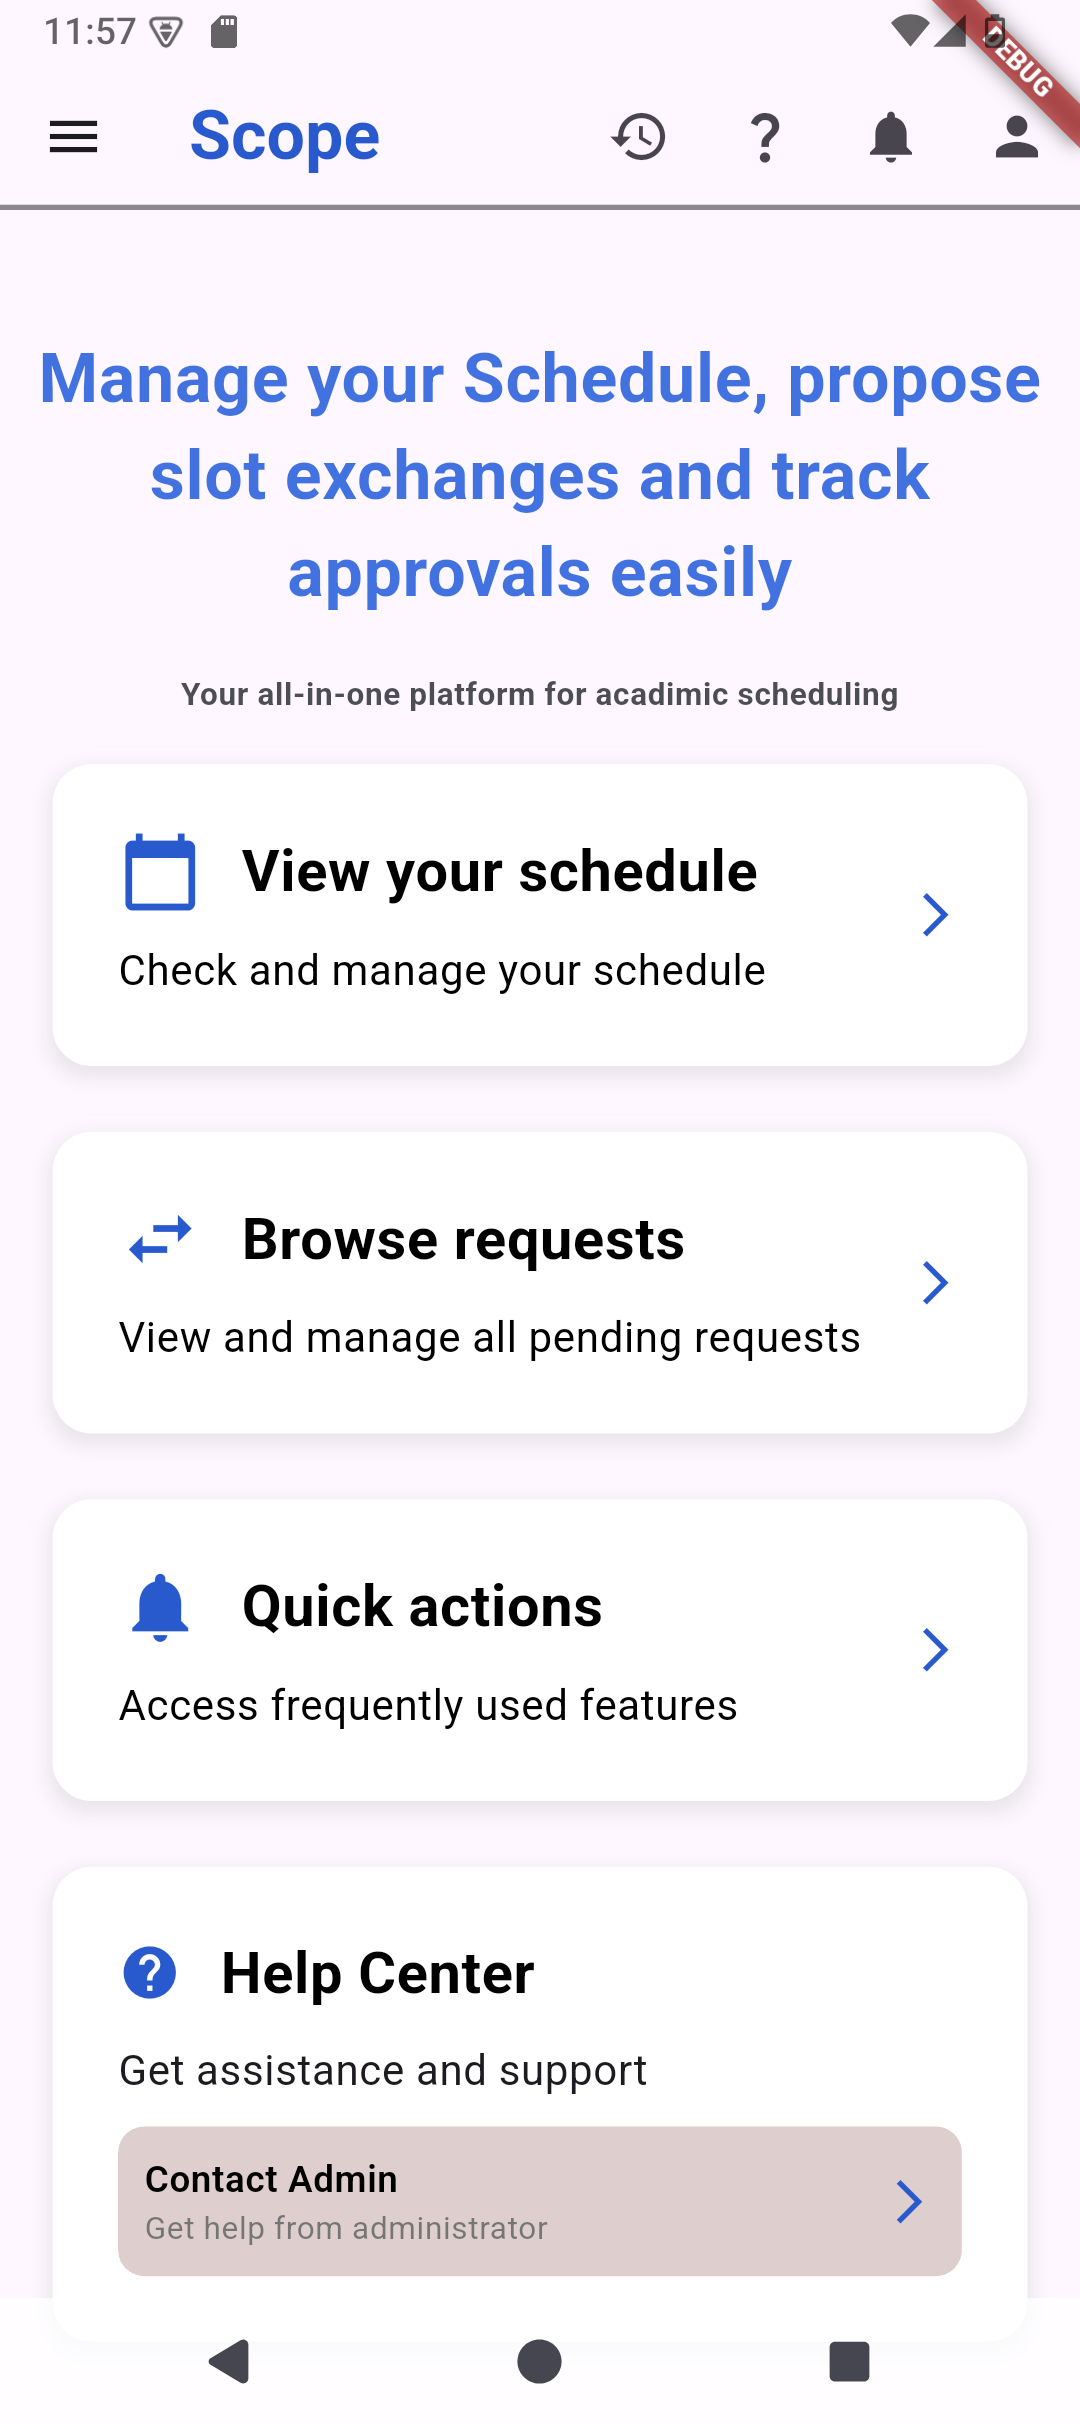 11:57
DEBUG
Scope
Manage your Schedule, propose
slot exchanges and track
approvals easily
Your all-in-one platform for acadimic scheduling
View your schedule
Check and manage your schedule
Browse requests
View and manage all pending requests
Quick actions
Access frequently used features
Help Center
Get assistance and support
Contact Admin
Get help from administrator